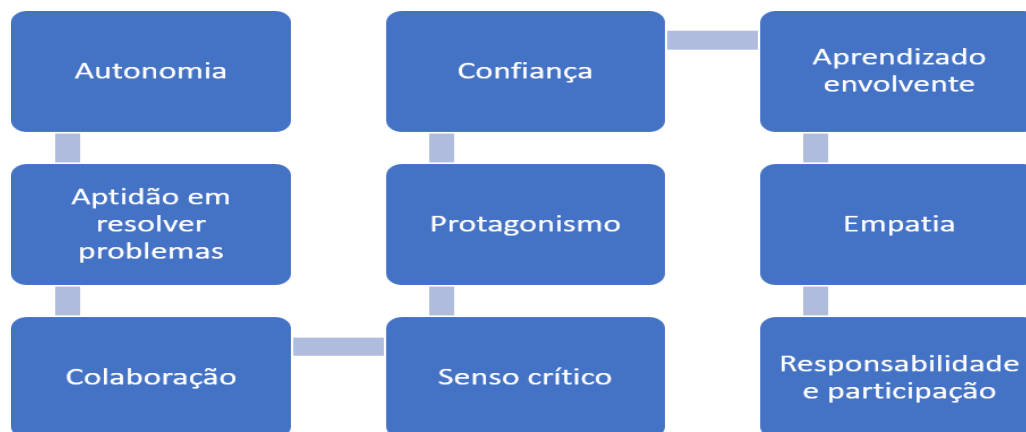 Autonomia
Aptidão em
resolver
problemas
Colaboração
Senso crítico
Protagonismo
Confiança
Aprendizado
envolvente
Empatia
Responsabilidade
e participação